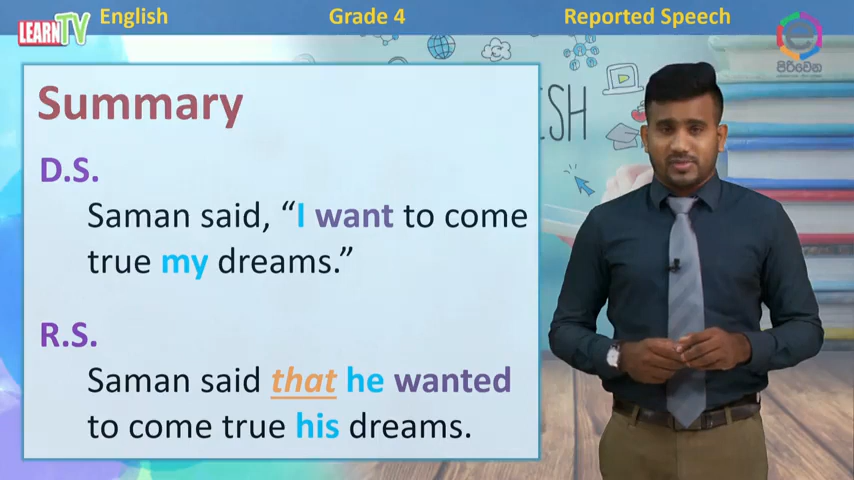 English
Grade 4
Reported Speech
LEARN TV
පිරිවෙන
Summary
D.S.
Saman said, “I want to come
true my dreams.”
R.S.
Saman said that he wanted
to come true his dreams.